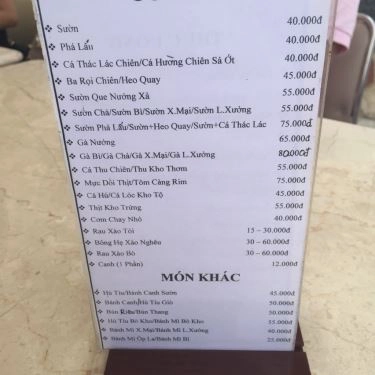 Sườn 40.000đ
Phá Lấu 40.000đ
Cá Thác Lác Chiên/Cá Hường Chiên Sả Ớt 40.000đ
Ba Rọi Chiên/Heo Quay 45.000đ
Sườn Que Nướng Xả 55.000đ
Sườn Chả/Sườn Bì/Sườn X.Mại/Sườn L.Xưởng 55.000đ
Sườn Phá Lấu/Sườn+Heo Quay/Sườn+Cá Thác Lác 75.000đ
Gà Nướng 65.000đ
Gà Bì/Gà Chả/Gà X.Mại/Gà L.Xưởng 80000đ
Cá Thu Chiên/Thu Kho Thơm 55.000đ
Mực Dồi Thịt/Tôm Càng Rim 75.000đ
Cá Hú/Cá Lóc Kho Tộ 45.000đ
Thịt Kho Trứng 55.000đ
Cơm Chay Nhỏ 40.000đ
Rau Xào Tỏi 15 – 30.000đ
Bông Hẹ Xào Nghêu 30 – 60.000đ
Rau Xào Bò 30 – 60.000đ
Canh (1 Phần) 12.000đ
MÓN KHÁC
Hủ Tíu/Bánh Canh Sườn 45.000đ
Bánh Canh/Hủ Tíu Giò 50.000đ
Bún Riêu/Bún Thang 50.000đ
Hủ Tíu Bò Kho/Bánh Mì Bò Kho 55.000đ
Bánh Mì X.Mại/Bánh Mì L.Xưởng 40.000đ
Bánh Mì Ốp La/Bánh Mì Bì 25.000đ